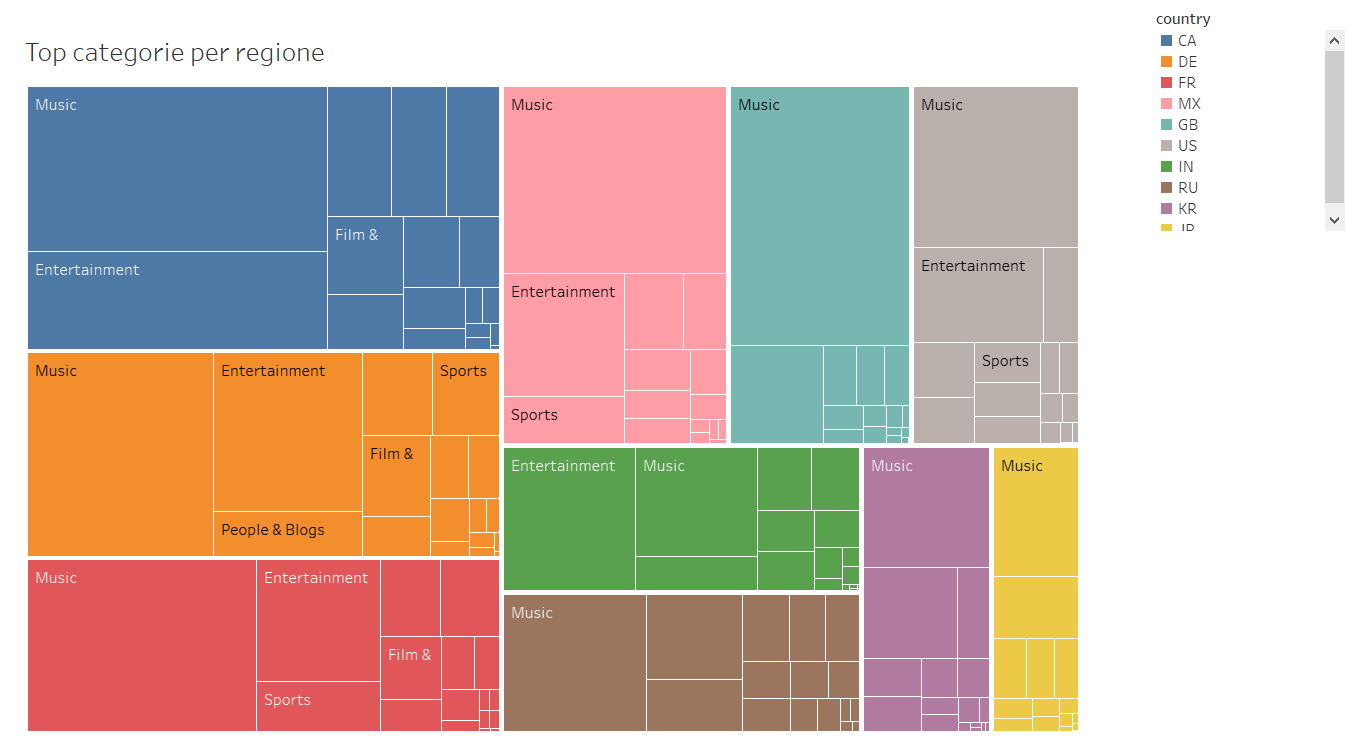 Top categorie per regione
country
CA
DE
FR
MX
GB
US
IN
RU
KR
Music
Entertainment
Film &
Music
Entertainment
Sports
Film &
People & Blogs
Music
Entertainment
Film &
Sports
Music
Entertainment
Sports
Music
Music
Entertainment
Sports
Entertainment
Music
Music
Music
Music